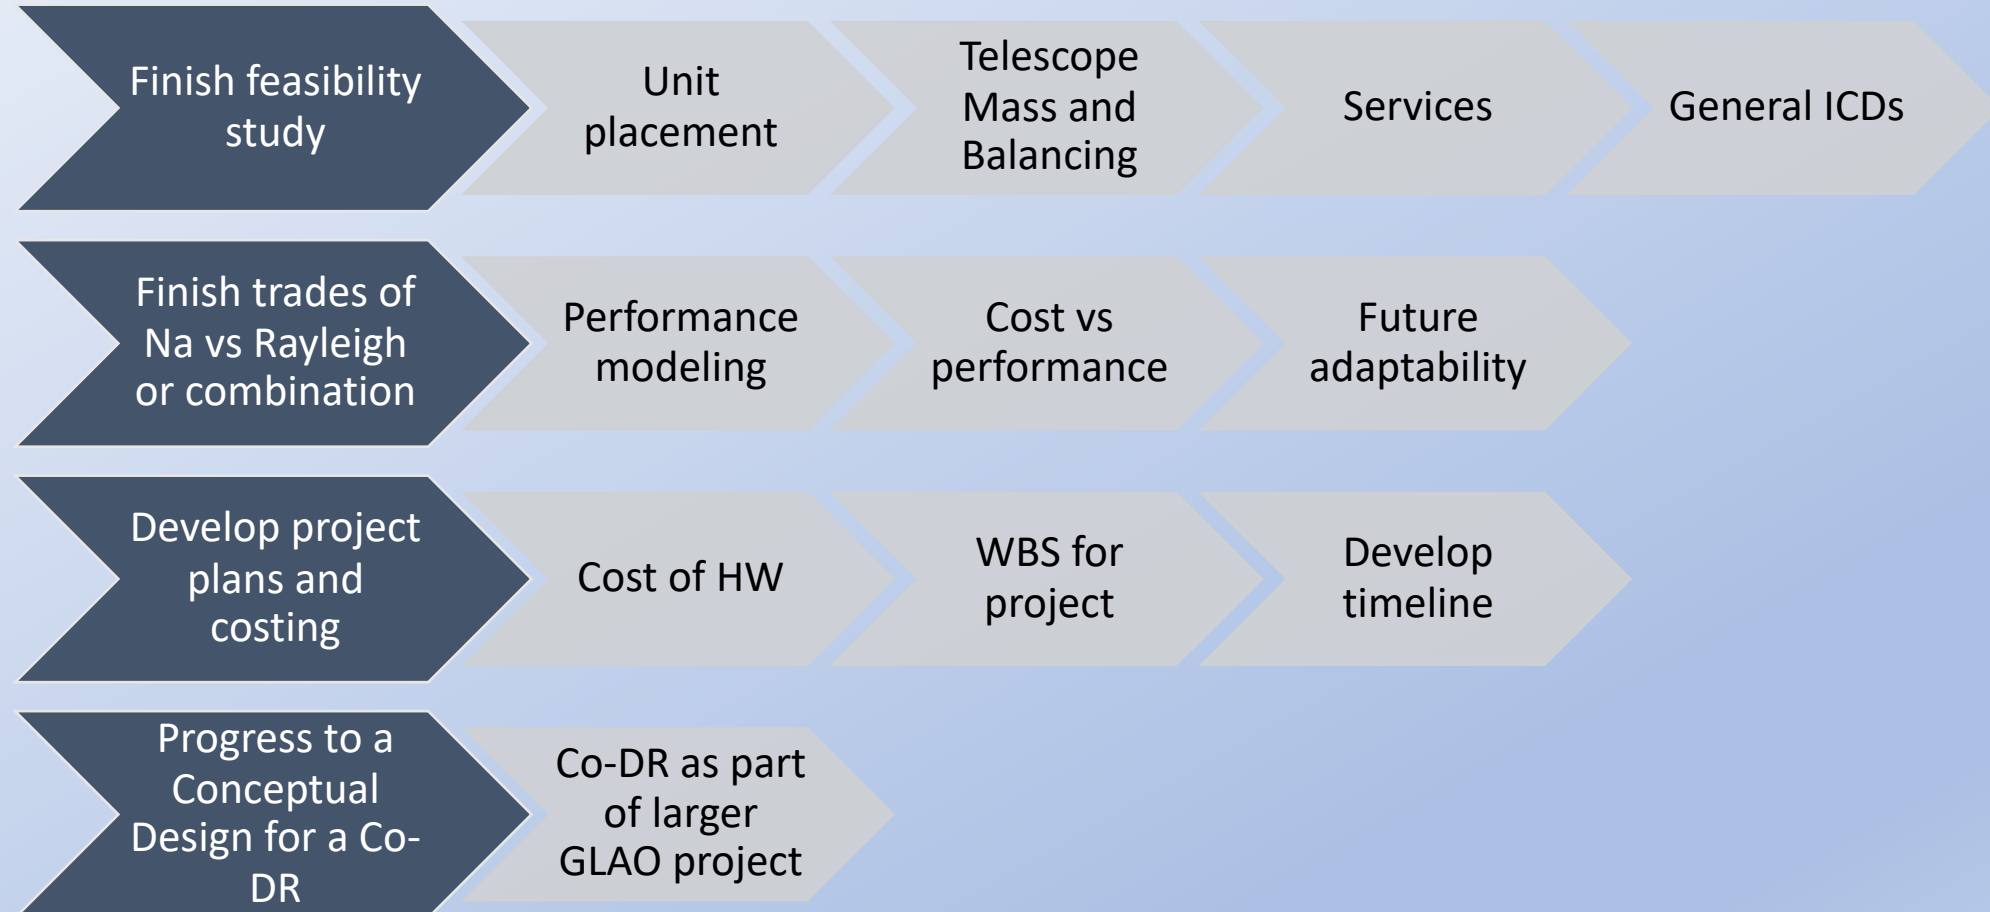 Finish feasibility
study
Unit
placement
Telescope
Mass and
Balancing
Services
General ICDs
Finish trades of
Na vs Rayleigh
or combination
Performance
modeling
Cost vs
performance
Future
adaptability
Develop project
plans and
costing
Cost of HW
WBS for
project
Develop
timeline
Progress to a
Conceptual
Design for a Co-
DR
Co-DR as part
of larger
GLAO project